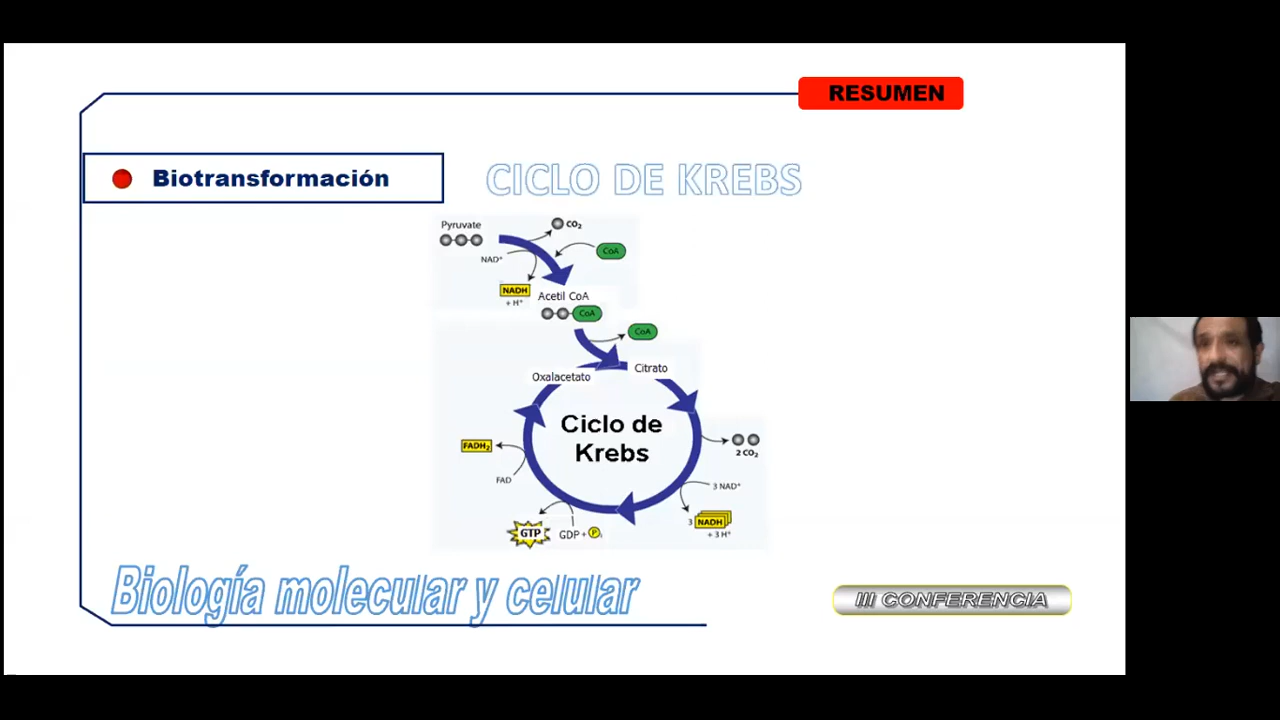 RESUMEN
Biotransformación
CICLO DE KREBS
Pyruvate
CO₂
NAD⁺
CoA
NADH
+ H⁺
Acetil CoA
CoA
CoA
Oxalacetato
Citrato
Ciclo de
Krebs
FADH₂
FAD
2 CO₂
3 NAD⁺
3 NADH
+ 3 H⁺
GTP
GDP + Pᵢ
Biología molecular y celular
III CONFERENCIA